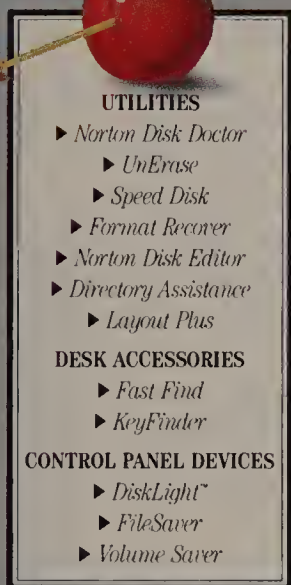 UTILITIES
▶ Norton Disk Doctor
▶ UnErase
▶ Speed Disk
▶ Format Recover
▶ Norton Disk Editor
▶ Directory Assistance
▶ Layout Plus
DESK ACCESSORIES
▶ Fast Find
▶ KeyFinder
CONTROL PANEL DEVICES
▶ DiskLight™
▶ FileSaver
▶ Volume Saver